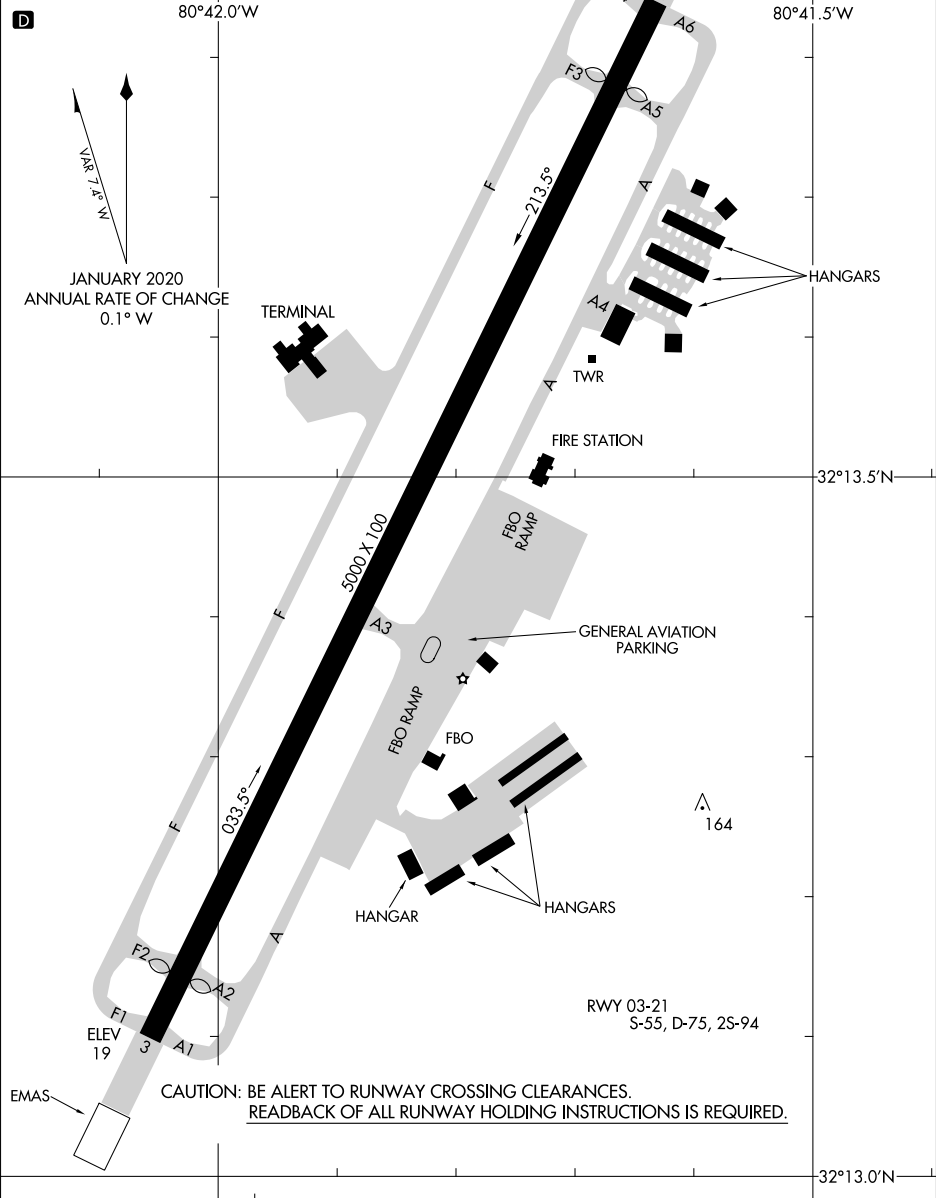 D
80°42.0'W
80°41.5'W
A6
F3
A5
VAR 7.4° W
F
213.5°
A
JANUARY 2020
ANNUAL RATE OF CHANGE
0.1° W
HANGARS
A4
TERMINAL
TWR
A
FIRE STATION
32°13.5'N
FBO
RAMP
5000 X 100
F
A3
GENERAL AVIATION
PARKING
FBO RAMP
FBO
033.5°
F
164
HANGAR
HANGARS
A
F2
A2
F1
RWY 03-21
S-55, D-75, 2S-94
ELEV
19
3
A1
EMAS
CAUTION: BE ALERT TO RUNWAY CROSSING CLEARANCES.
READBACK OF ALL RUNWAY HOLDING INSTRUCTIONS IS REQUIRED.
32°13.0'N